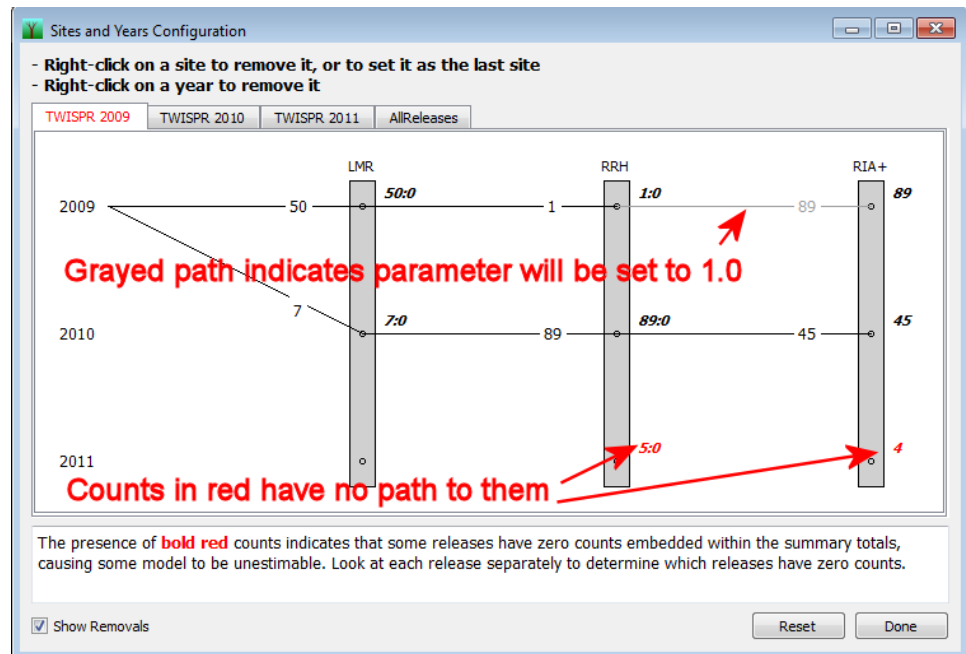 Sites and Years Configuration
- Right-click on a site to remove it, or to set it as the last site
- Right-click on a year to remove it
TWISPR 2009 TWISPR 2010 TWISPR 2011 AllReleases
LMR RRH RIA+
50:0 1:0 89
2009 50 1 89
Grayed path indicates parameter will be set to 1.0
7
7:0 89:0 45
2010 89 45
5:0 4
2011
Counts in red have no path to them
The presence of bold red counts indicates that some releases have zero counts embedded within the summary totals,
causing some model to be unestimable. Look at each release separately to determine which releases have zero counts.
Show Removals Reset Done